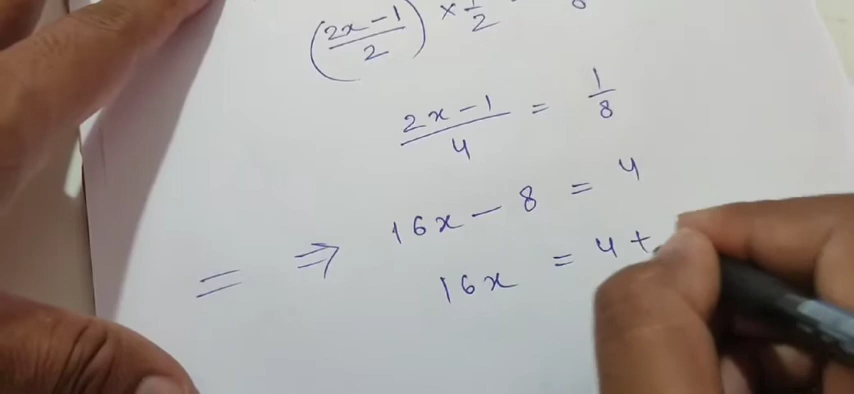 ((2x-1)/2) × 1/2
(2x-1)/4 = 1/8
⇒ 16x - 8 = 4
= 16x = 4 +